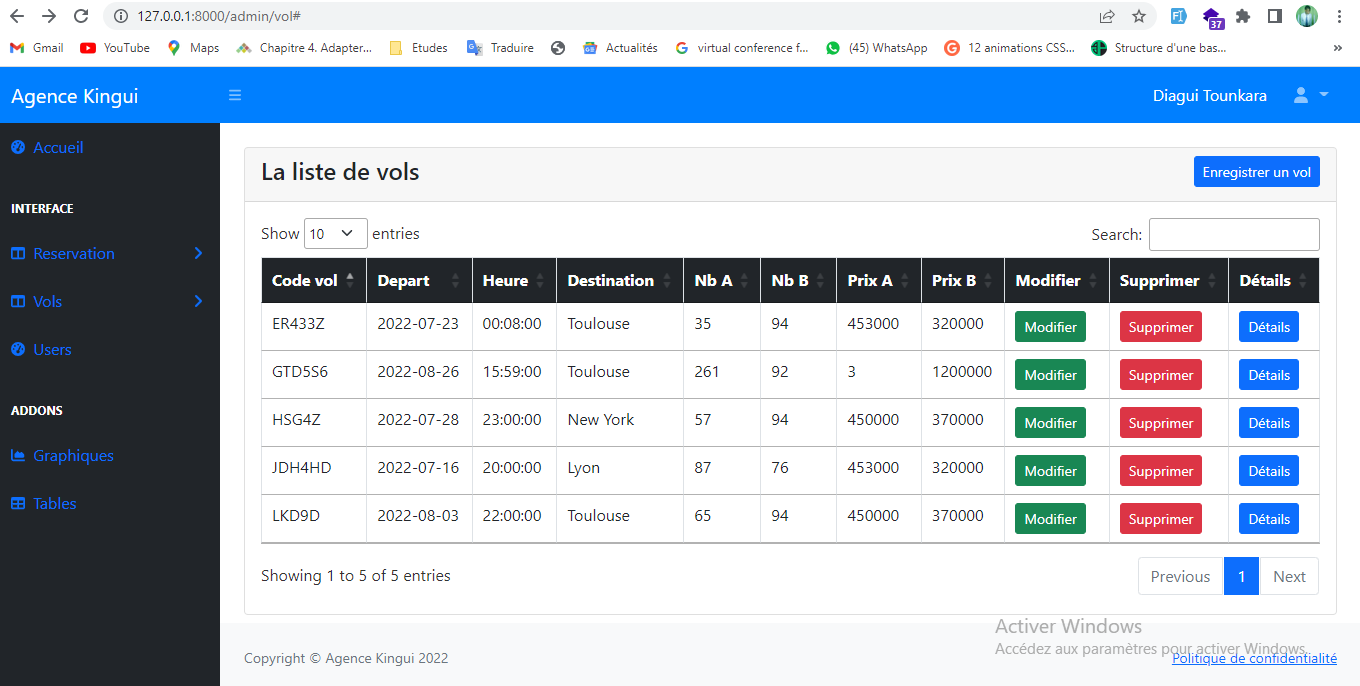 127.0.0.1:8000/admin/vol#
37
Gmail YouTube Maps Chapitre 4. Adapter... Etudes Traduire Actualités virtual conference f... (45) WhatsApp 12 animations CSS... Structure d'une bas... »
Agence Kingui Diagui Tounkara
Accueil
INTERFACE
Reservation
Vols
Users
ADDONS
Graphiques
Tables
La liste de vols Enregistrer un vol
Show 10 entries Search:
Code vol Depart Heure Destination Nb A Nb B Prix A Prix B Modifier Supprimer Détails
ER433Z 2022-07-23 00:08:00 Toulouse 35 94 453000 320000 Modifier Supprimer Détails
GTD5S6 2022-08-26 15:59:00 Toulouse 261 92 3 1200000 Modifier Supprimer Détails
HSG4Z 2022-07-28 23:00:00 New York 57 94 450000 370000 Modifier Supprimer Détails
JDH4HD 2022-07-16 20:00:00 Lyon 87 76 453000 320000 Modifier Supprimer Détails
LKD9D 2022-08-03 22:00:00 Toulouse 65 94 450000 370000 Modifier Supprimer Détails
Showing 1 to 5 of 5 entries Previous 1 Next
Activer Windows
Accédez aux paramètres pour activer Windows.
Copyright © Agence Kingui 2022 Politique de confidentialité